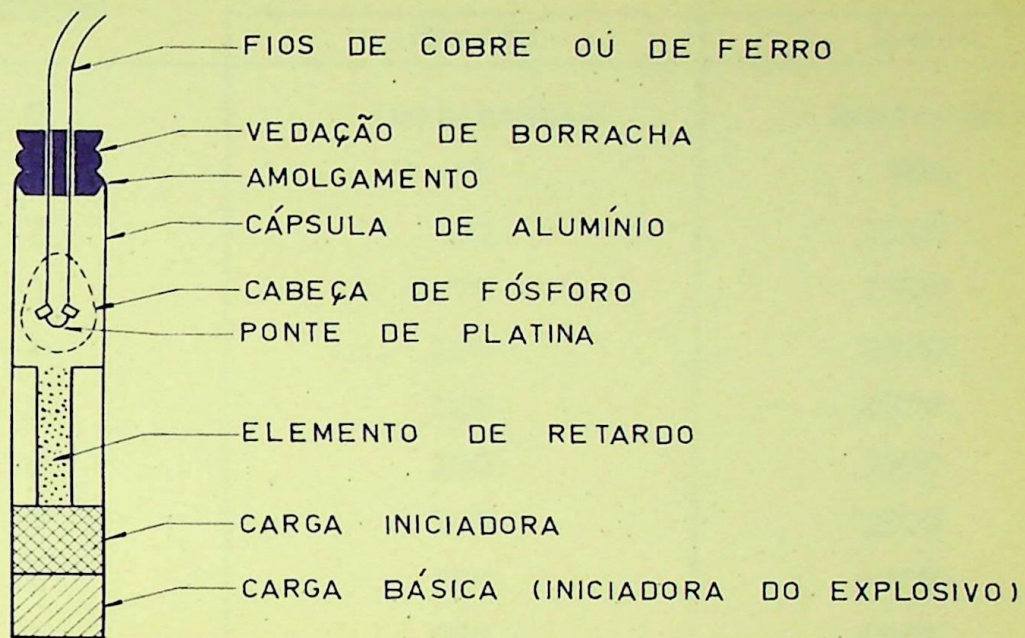 FIOS DE COBRE OÚ DE FERRO
VEDAÇÃO DE BORRACHA
AMOLGAMENTO
CÁPSULA DE ALUMÍNIO
CABEÇA DE FÓSFORO
PONTE DE PLATINA
ELEMENTO DE RETARDO
CARGA INICIADORA
CARGA BÁSICA (INICIADORA DO EXPLOSIVO)